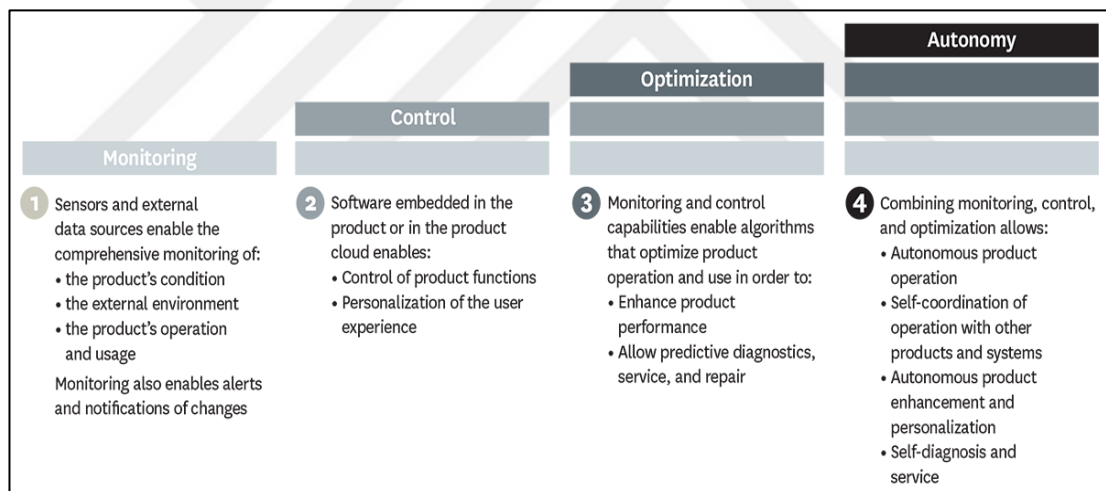 Monitoring
1 Sensors and external
data sources enable the
comprehensive monitoring of:
• the product's condition
• the external environment
• the product's operation
and usage
Monitoring also enables alerts
and notifications of changes
Control
2 Software embedded in the
product or in the product
cloud enables:
• Control of product functions
• Personalization of the user
experience
Optimization
3 Monitoring and control
capabilities enable algorithms
that optimize product
operation and use in order to:
• Enhance product
performance
• Allow predictive diagnostics,
service, and repair
Autonomy
4 Combining monitoring, control,
and optimization allows:
• Autonomous product
operation
• Self-coordination of
operation with other
products and systems
• Autonomous product
enhancement and
personalization
• Self-diagnosis and
service